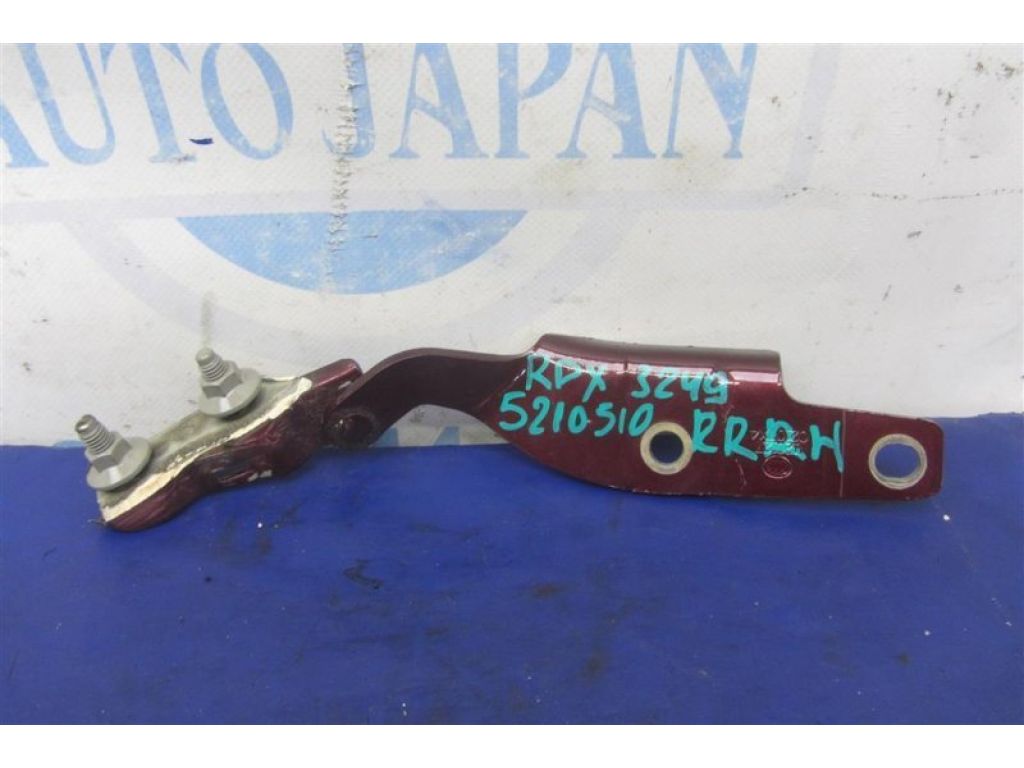 AUTO JAPAN
RDX 3249
5210510 RRRH